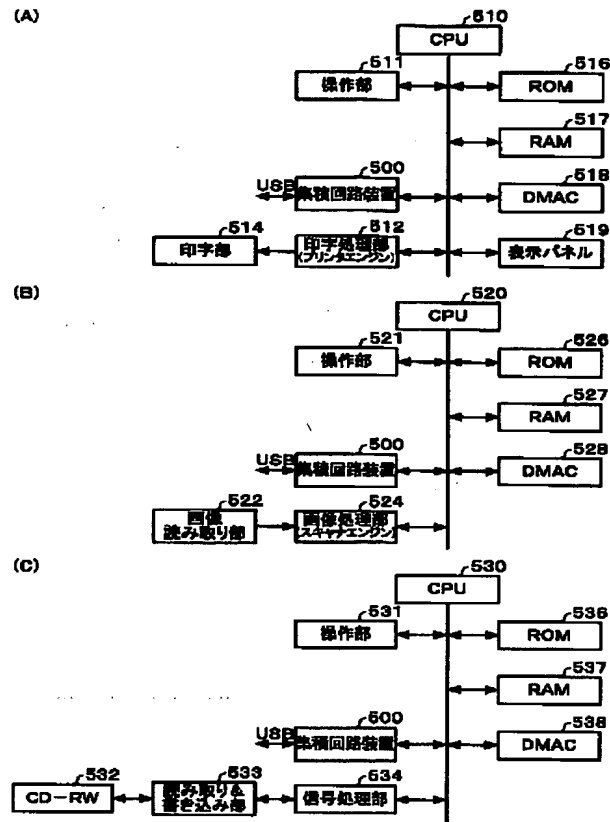 (A)
510
CPU
511
操作部
516
ROM
517
RAM
USB
500
集積回路装置
518
DMAC
514
印字部
512
印字処理部
(プリンタエンジン)
519
表示パネル
(B)
520
CPU
521
操作部
526
ROM
527
RAM
USB
500
集積回路装置
528
DMAC
522
画像
読み取り部
524
画像処理部
(スキャナエンジン)
(C)
530
CPU
531
操作部
536
ROM
537
RAM
USB
500
集積回路装置
538
DMAC
532
CD-RW
533
読み取り&
書き込み部
534
信号処理部